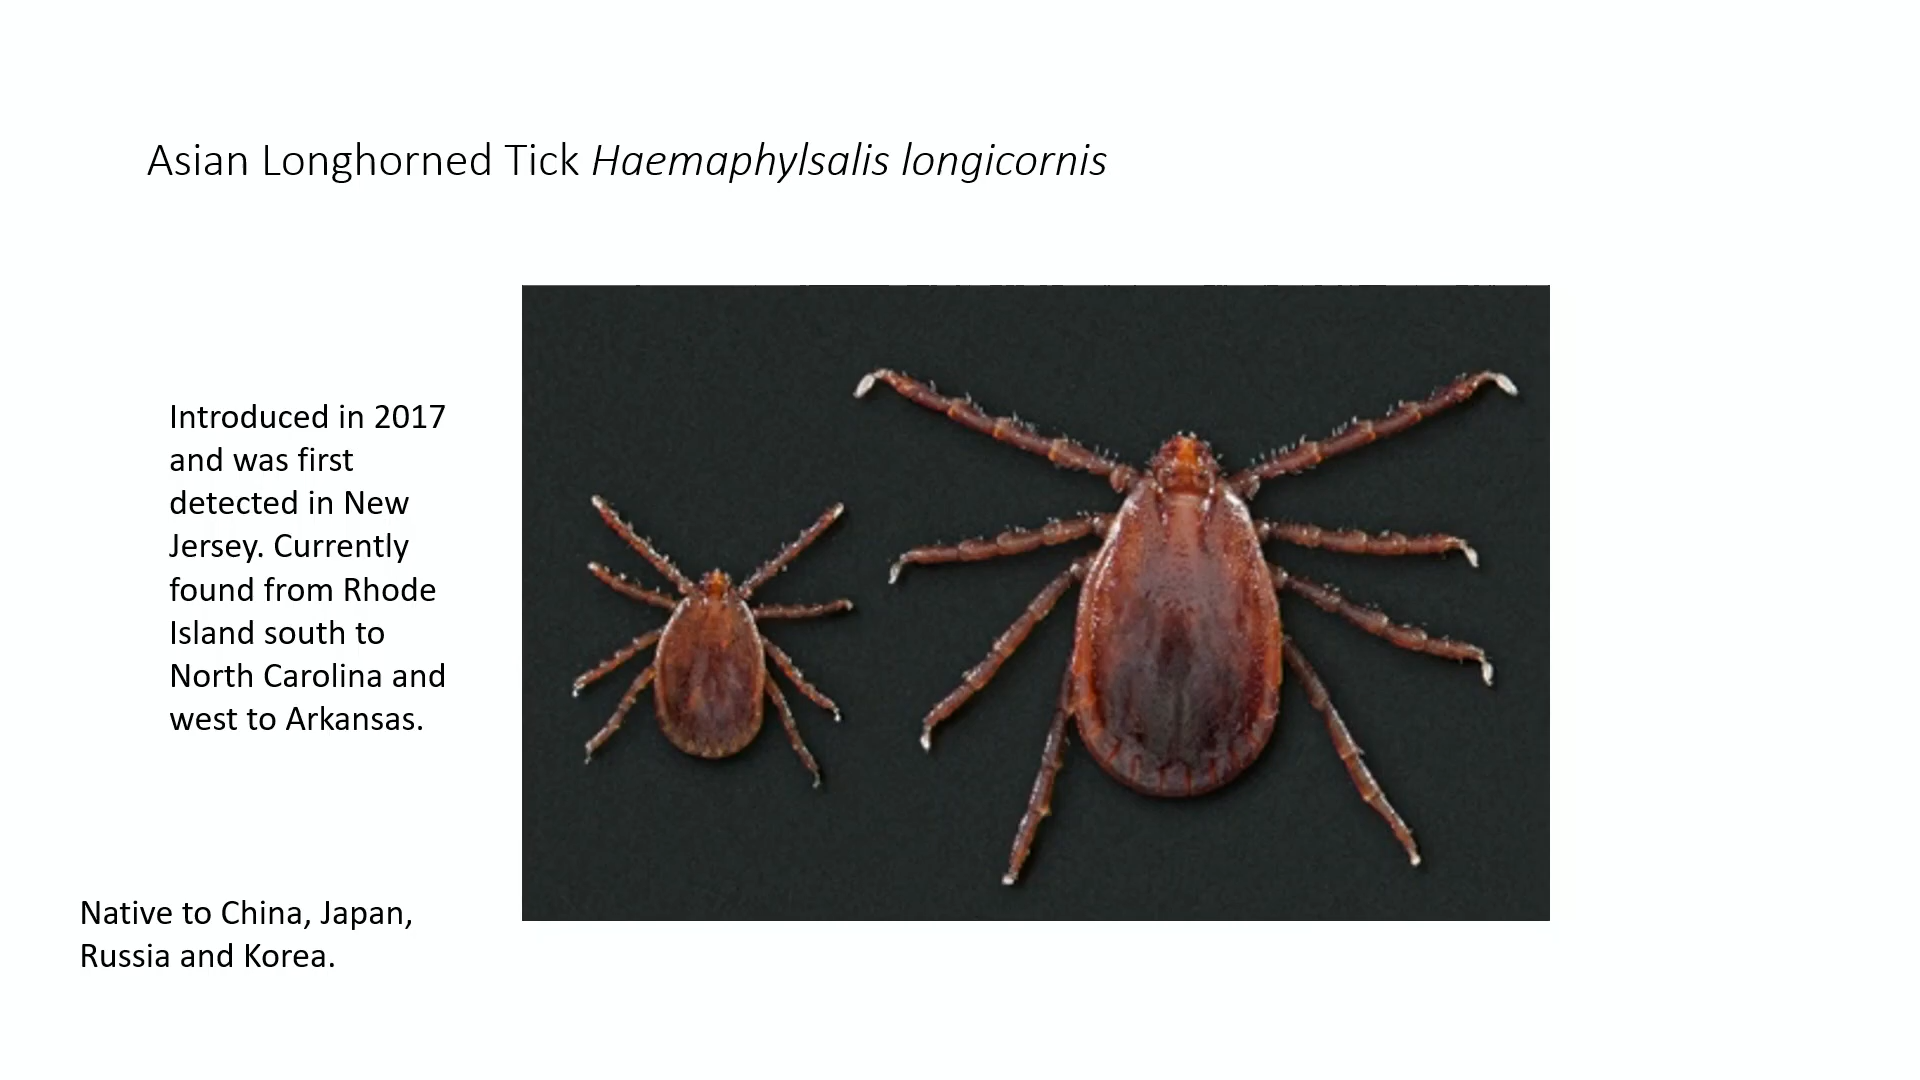 Asian Longhorned Tick Haemaphylsalis longicornis
Introduced in 2017
and was first
detected in New
Jersey. Currently
found from Rhode
Island south to
North Carolina and
west to Arkansas.
Native to China, Japan,
Russia and Korea.